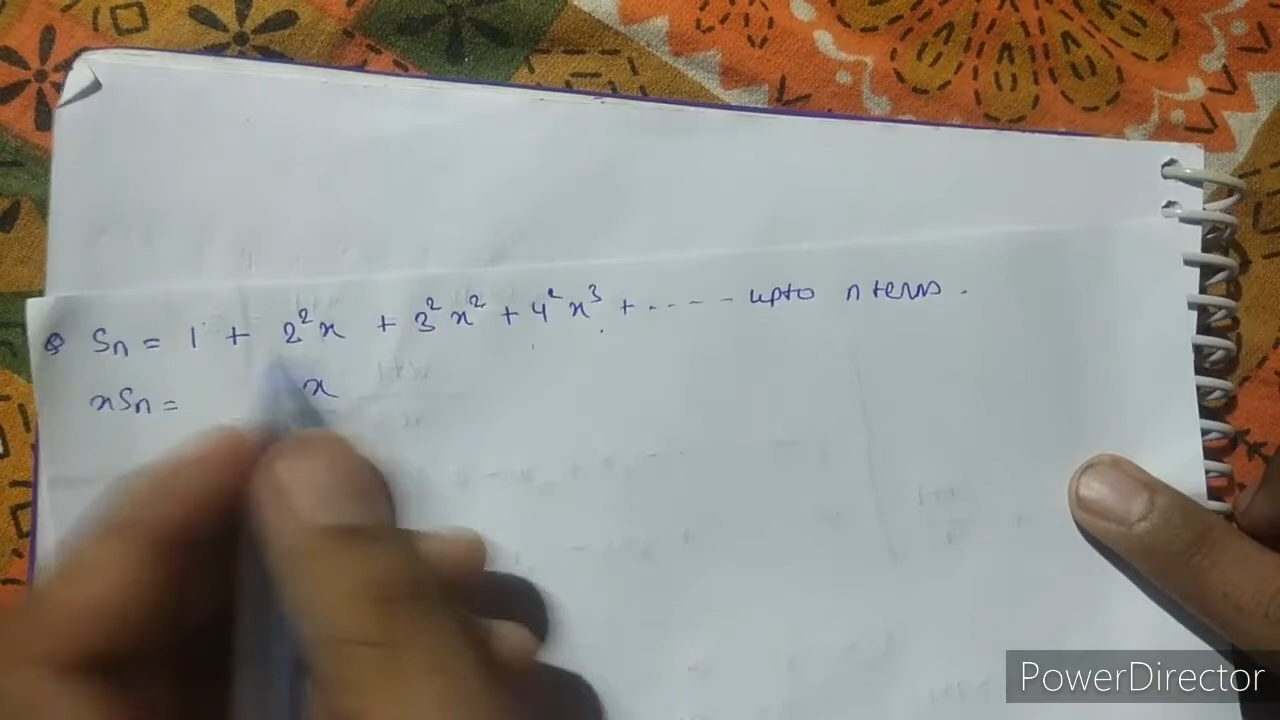 Q Sn = 1 + 2²x + 3²x² + 4²x³ + ..---- upto n terms.
xSn = x
PowerDirector